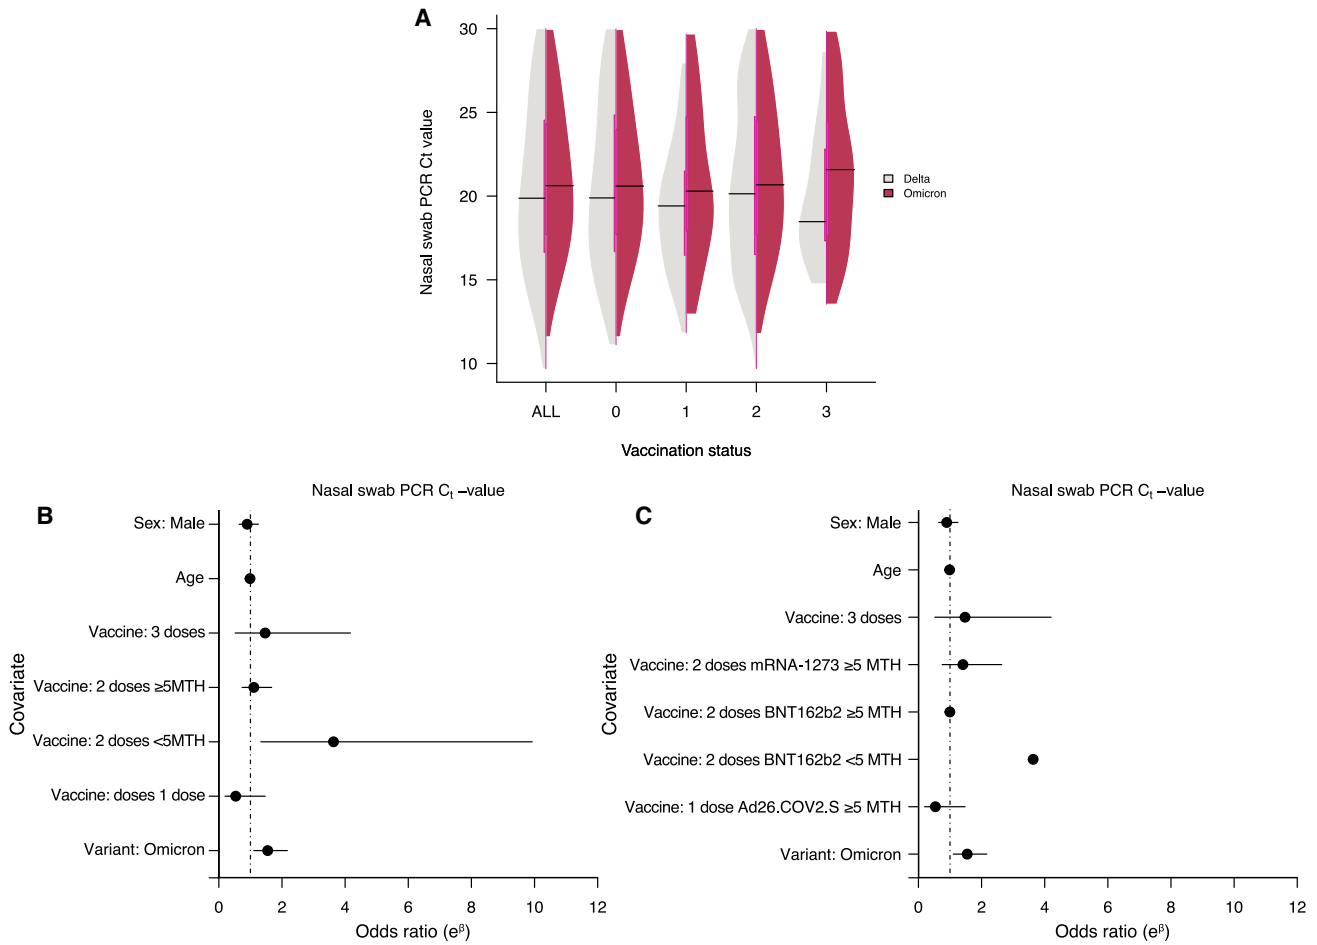 A
Nasal swab PCR Ct value
30
25
20
15
10
ALL 0 1 2 3
Vaccination status
Delta
Omicron
B
Nasal swab PCR Ct –value
Covariate
Sex: Male
Age
Vaccine: 3 doses
Vaccine: 2 doses ≥5MTH
Vaccine: 2 doses <5MTH
Vaccine: doses 1 dose
Variant: Omicron
0 2 4 6 8 10 12
Odds ratio (eᵝ)
C
Nasal swab PCR Ct –value
Covariate
Sex: Male
Age
Vaccine: 3 doses
Vaccine: 2 doses mRNA-1273 ≥5 MTH
Vaccine: 2 doses BNT162b2 ≥5 MTH
Vaccine: 2 doses BNT162b2 <5 MTH
Vaccine: 1 dose Ad26.COV2.S ≥5 MTH
Variant: Omicron
0 2 4 6 8 10 12
Odds ratio (eᵝ)